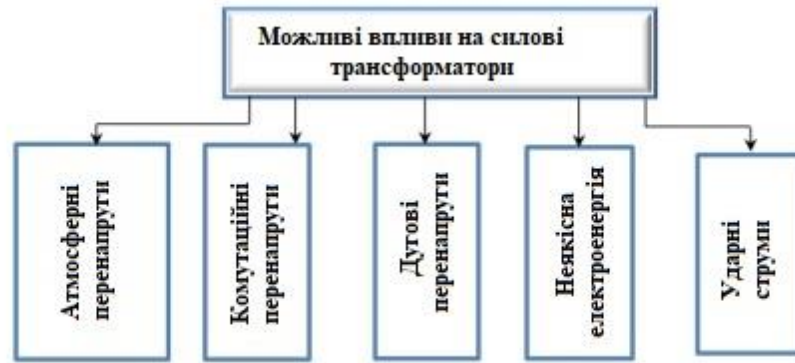 Можливі впливи на силові
трансформатори
Атмосферні
перенапруги
Комутаційні
перенапруги
Дугові
перенапруги
Неякісна
електроенергія
Ударні
струми